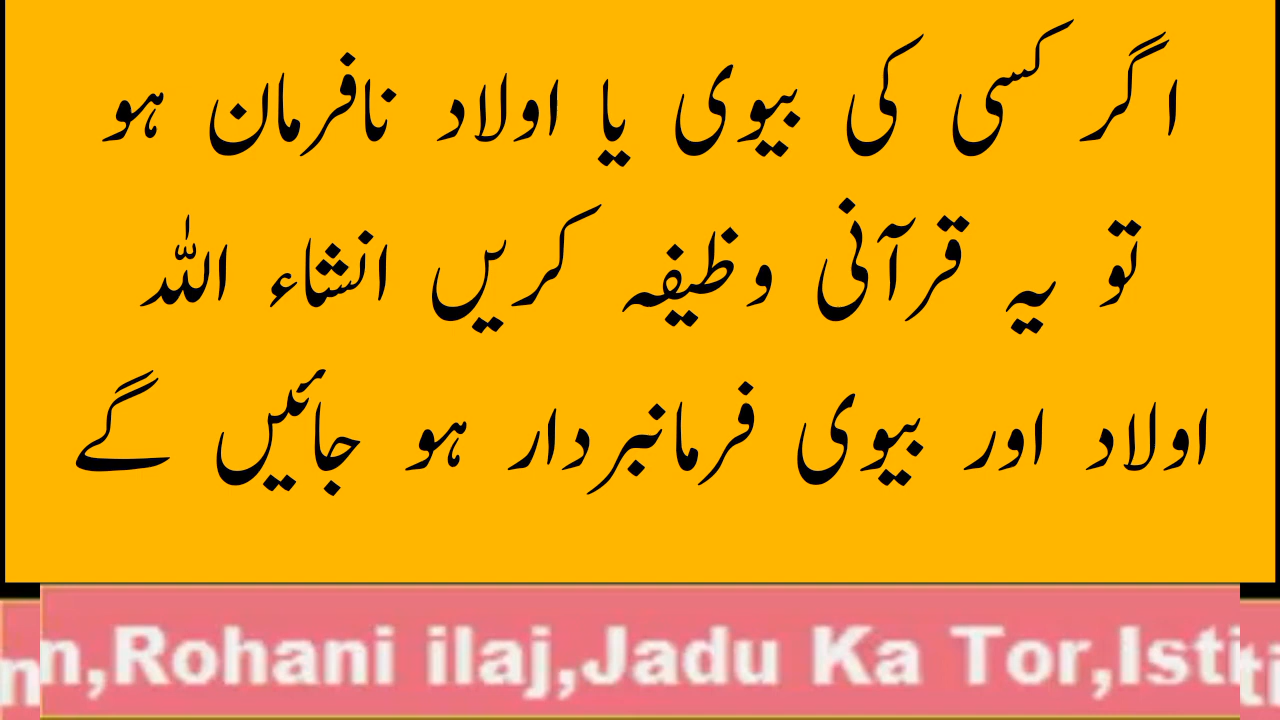 اگر کسی کی بیوی یا اولاد نافرمان ہو
تو یہ قرآنی وظیفہ کریں انشاء اللہ
اولاد اور بیوی فرمانبردار ہو جائیں گے
n,Rohani ilaj,Jadu Ka Tor,Isti